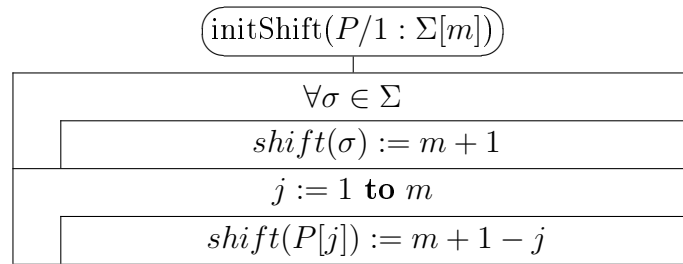 initShift(P/1 : Σ[m])
∀σ ∈ Σ
shift(σ) := m + 1
j := 1 to m
shift(P[j]) := m + 1 − j